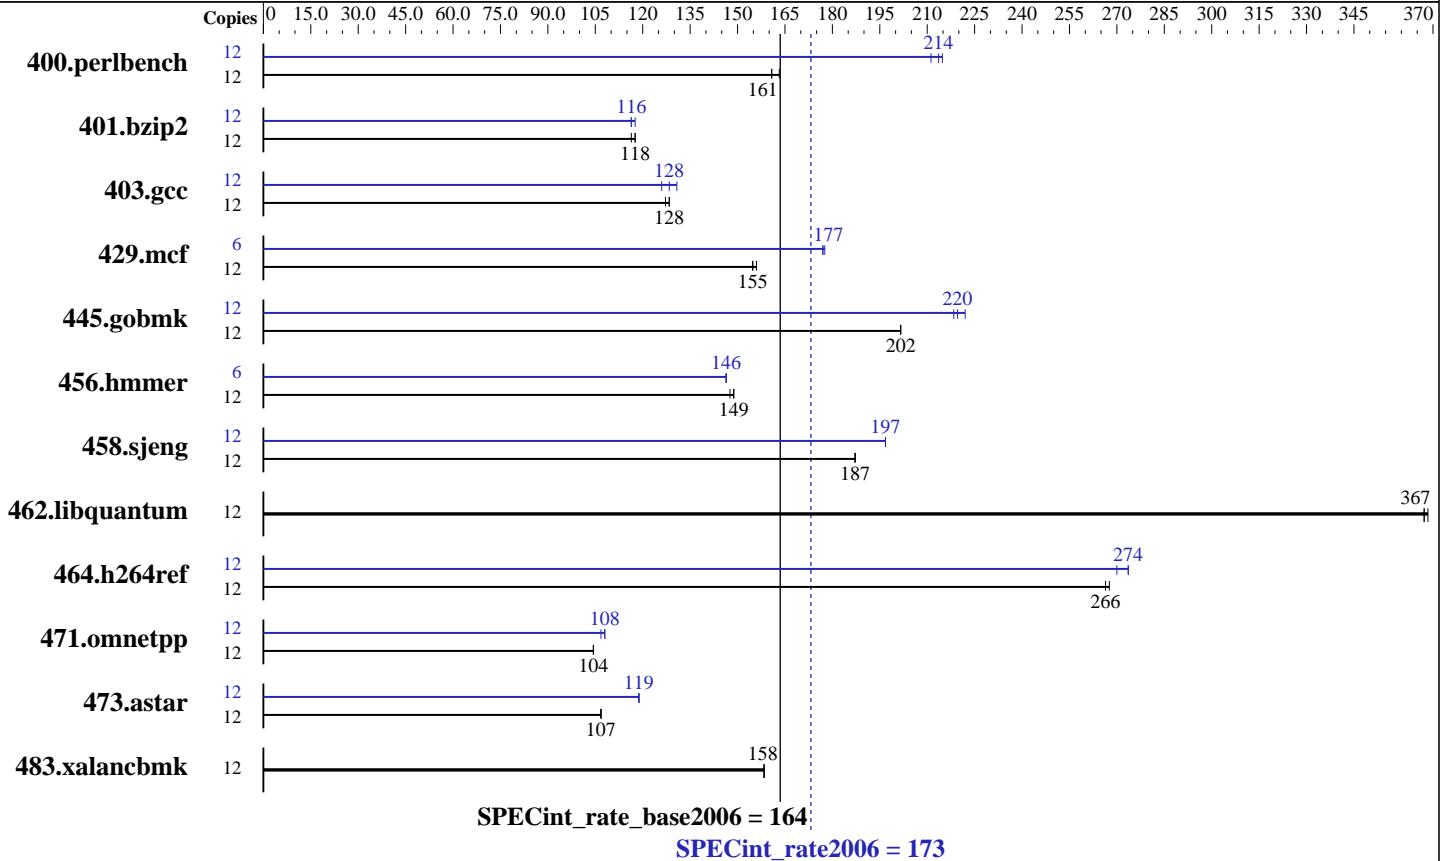 Copies 0 15.0 30.0 45.0 60.0 75.0 90.0 105 120 135 150 165 180 195 210 225 240 255 270 285 300 315 330 345 370
400.perlbench 12 214
12 161
401.bzip2 12 116
12 118
403.gcc 12 128
12 128
429.mcf 6 177
12 155
445.gobmk 12 220
12 202
456.hmmer 6 146
12 149
458.sjeng 12 197
12 187
462.libquantum 12 367
464.h264ref 12 274
12 266
471.omnetpp 12 108
12 104
473.astar 12 119
12 107
483.xalancbmk 12 158
SPECint_rate_base2006 = 164
SPECint_rate2006 = 173